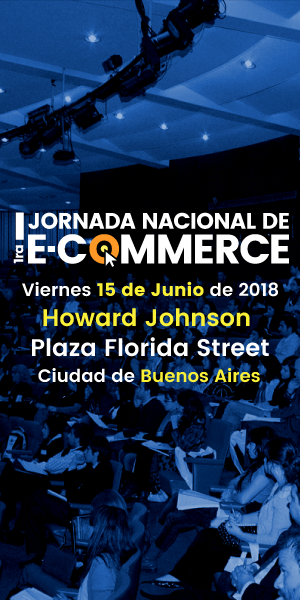 1ra JORNADA NACIONAL DE
E-COMMERCE
Viernes 15 de Junio de 2018
Howard Johnson
Plaza Florida Street
Ciudad de Buenos Aires